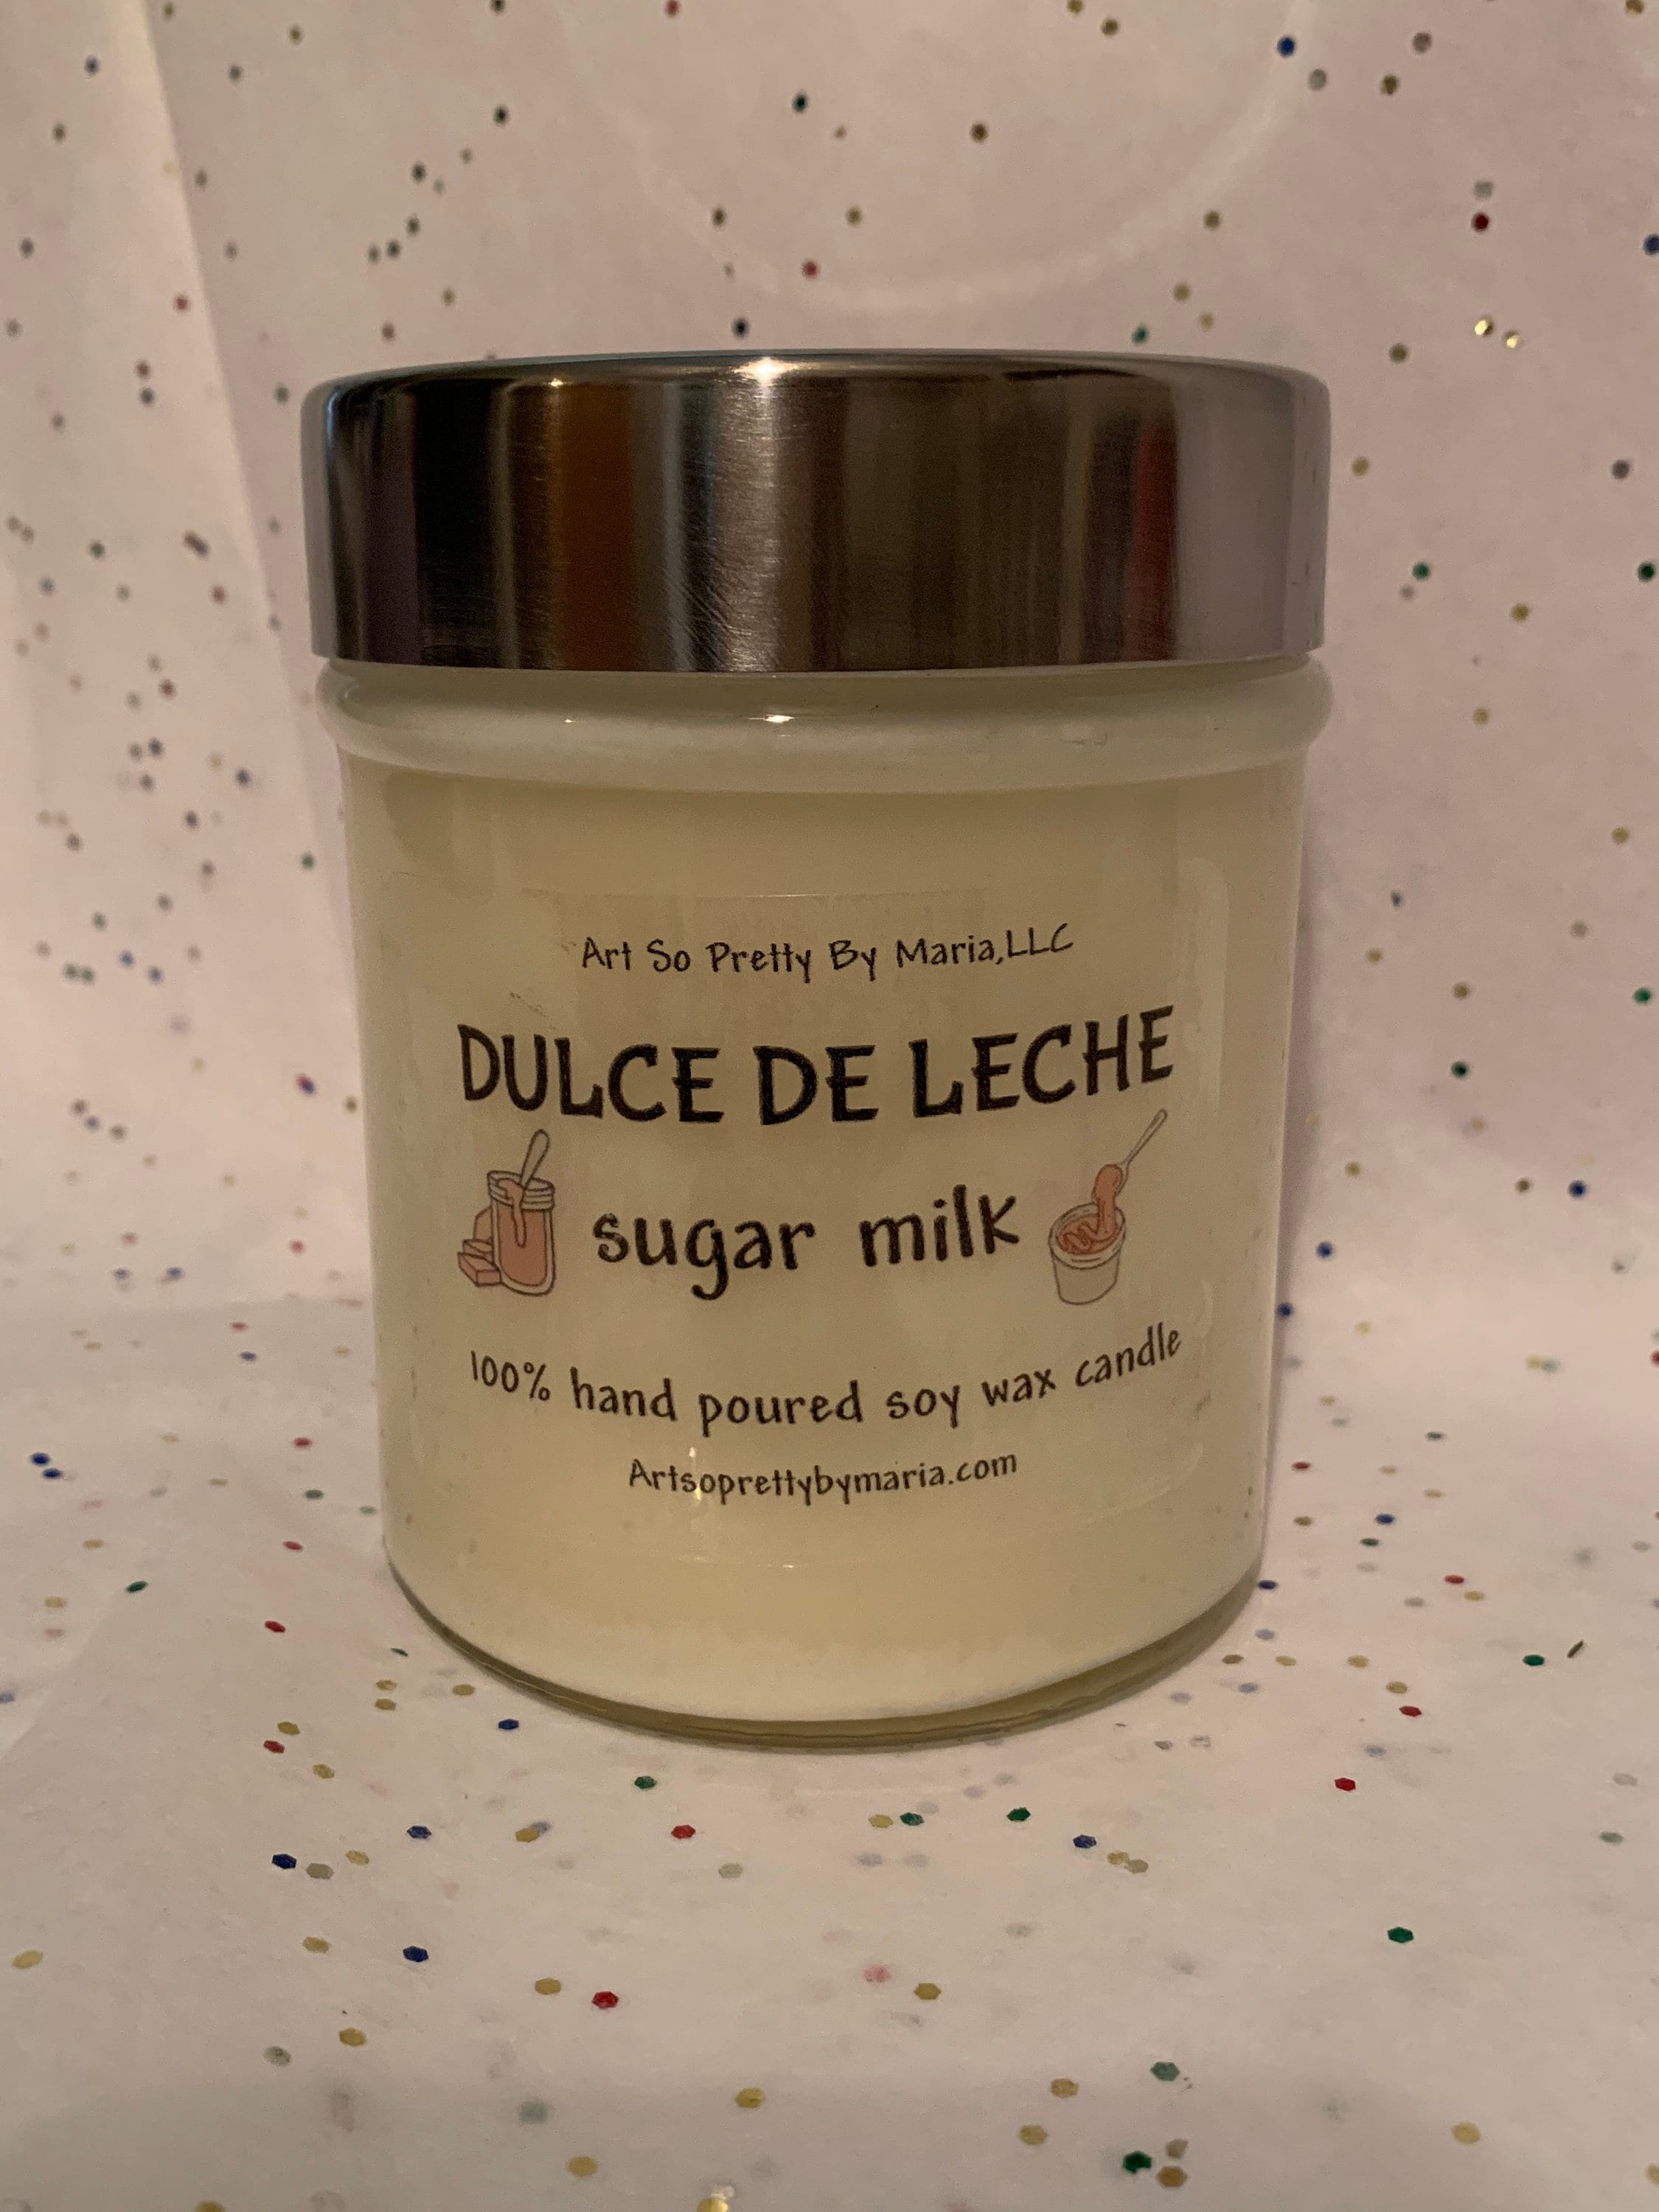 Art So Pretty By Maria,LLC
DULCE DE LECHE
sugar milk
100% hand poured soy wax candle
Artsoprettybymaria.com